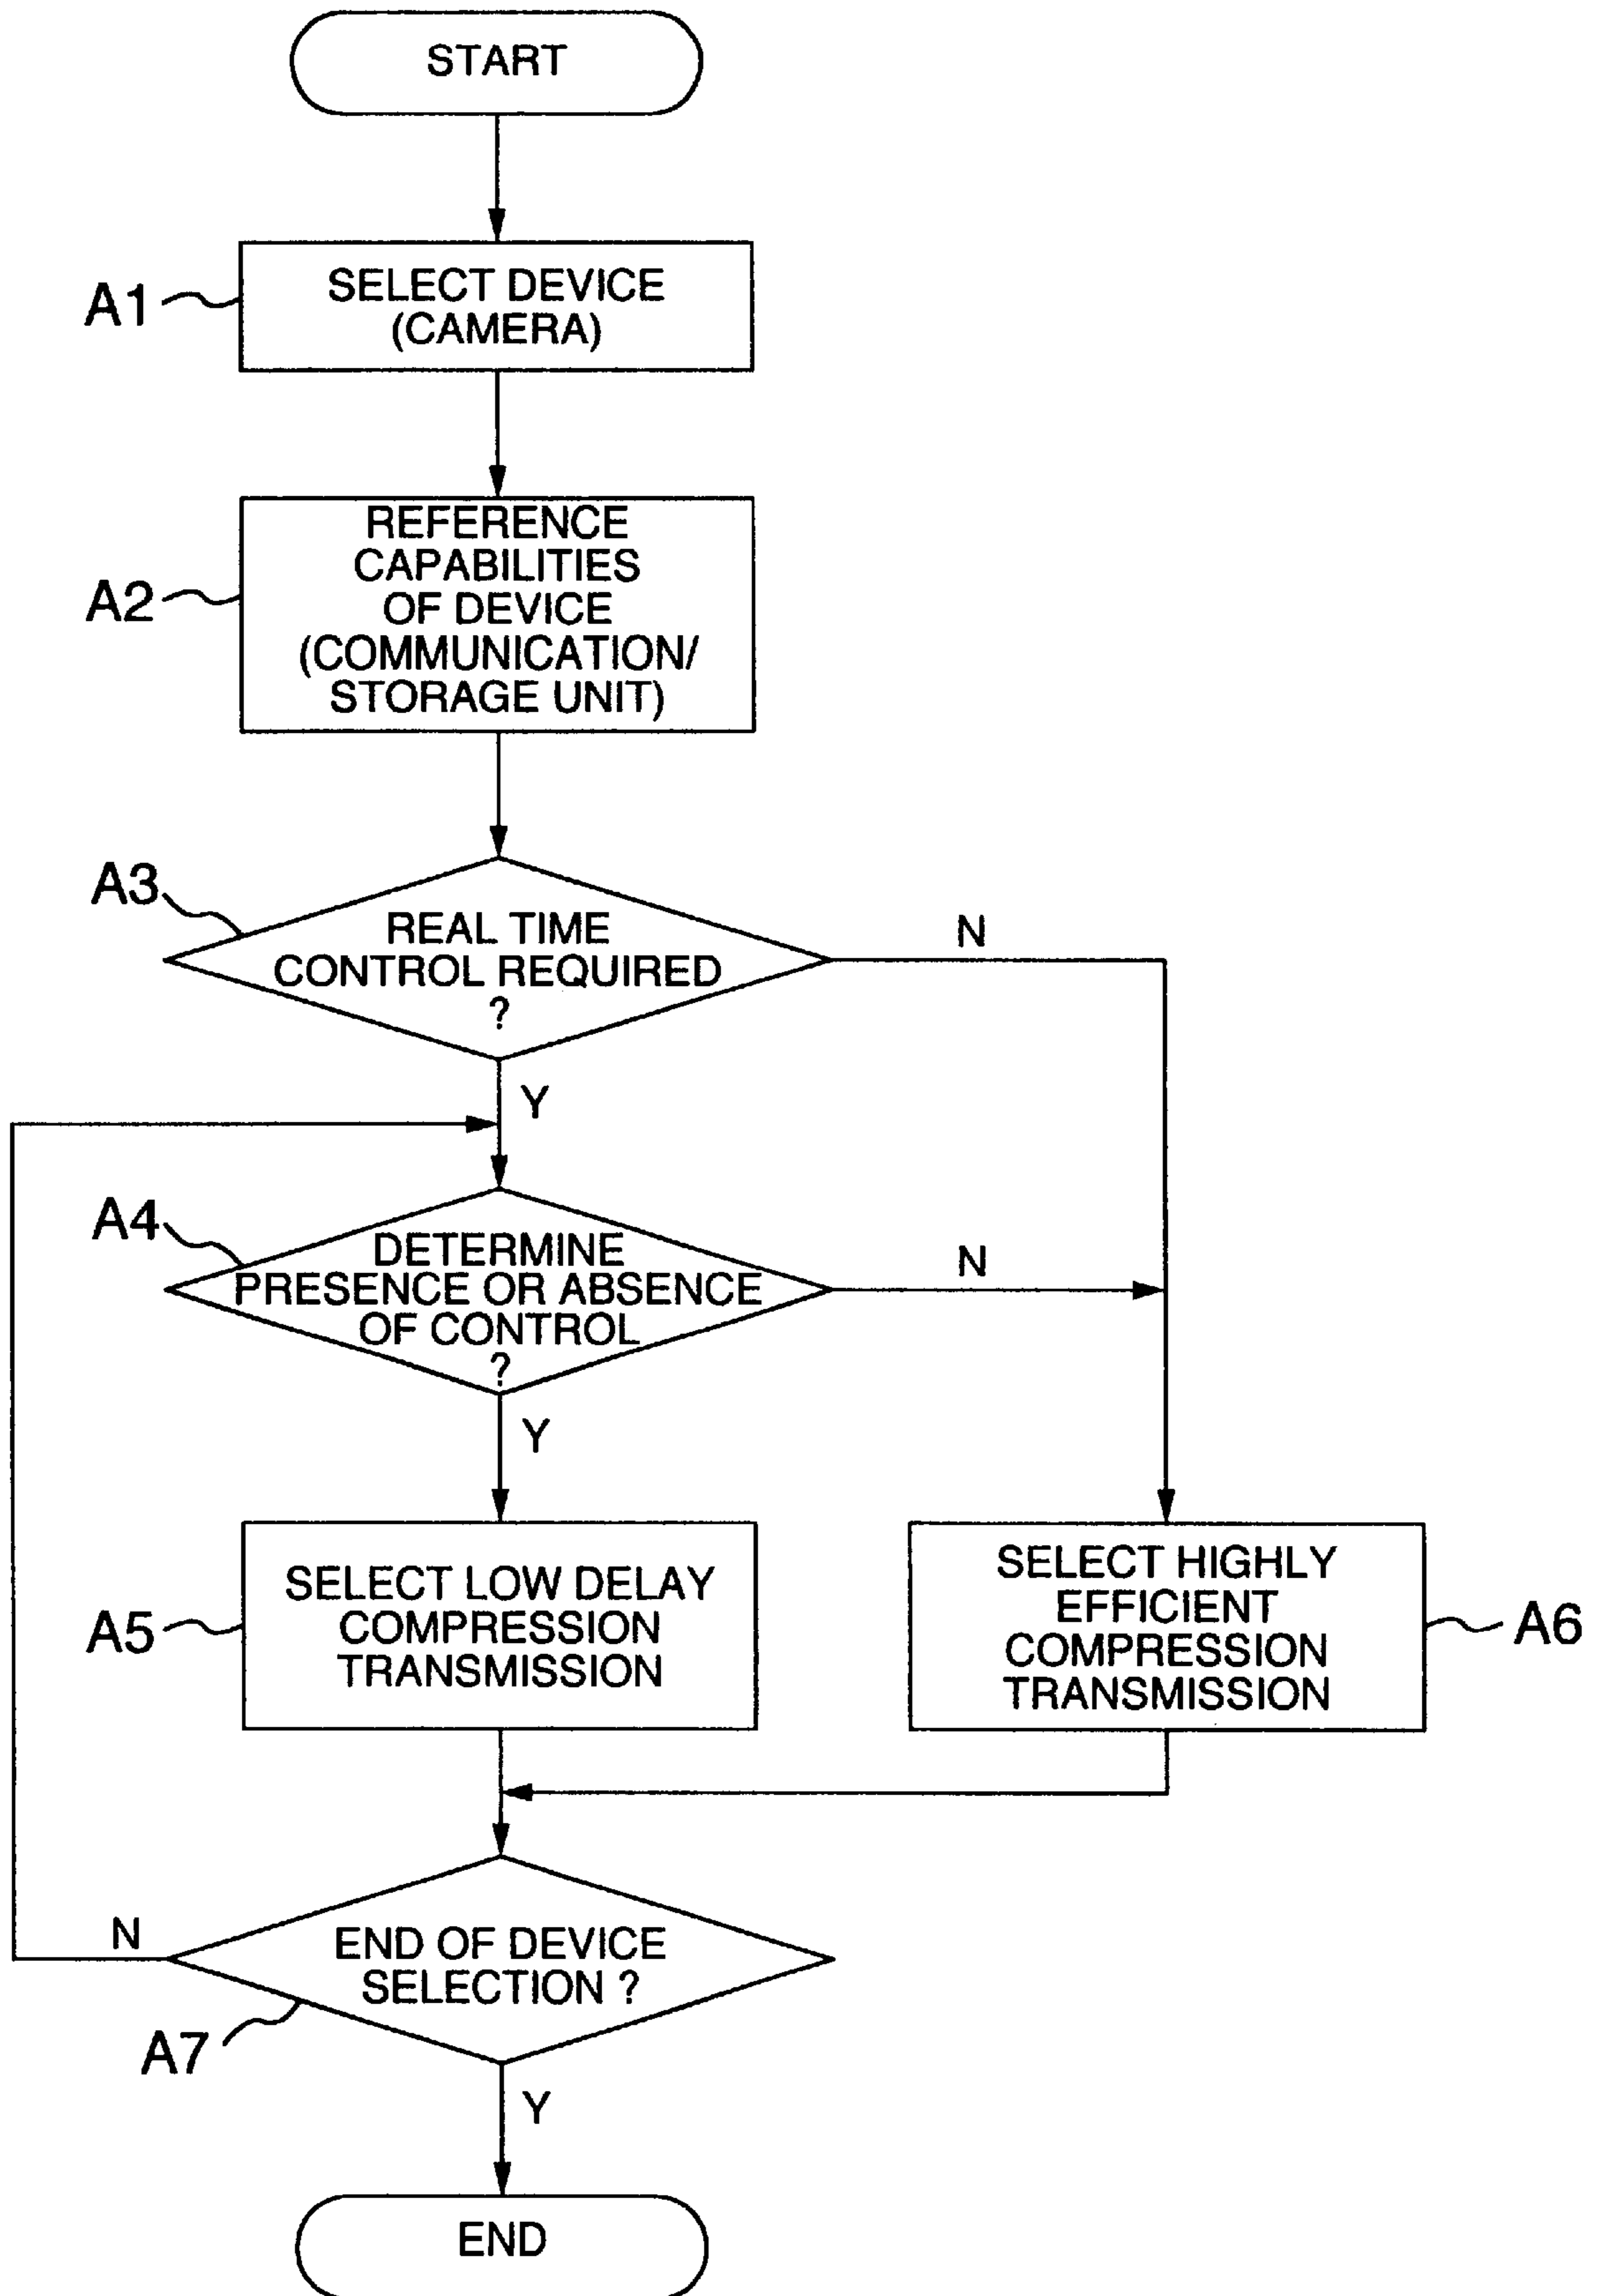 START
A1
SELECT DEVICE
(CAMERA)
A2
REFERENCE
CAPABILITIES
OF DEVICE
(COMMUNICATION/
STORAGE UNIT)
A3
REAL TIME
CONTROL REQUIRED
?
N
Y
A4
DETERMINE
PRESENCE OR ABSENCE
OF CONTROL
?
N
Y
A5
SELECT LOW DELAY
COMPRESSION
TRANSMISSION
SELECT HIGHLY
EFFICIENT
COMPRESSION
TRANSMISSION
A6
N
END OF DEVICE
SELECTION ?
A7
Y
END